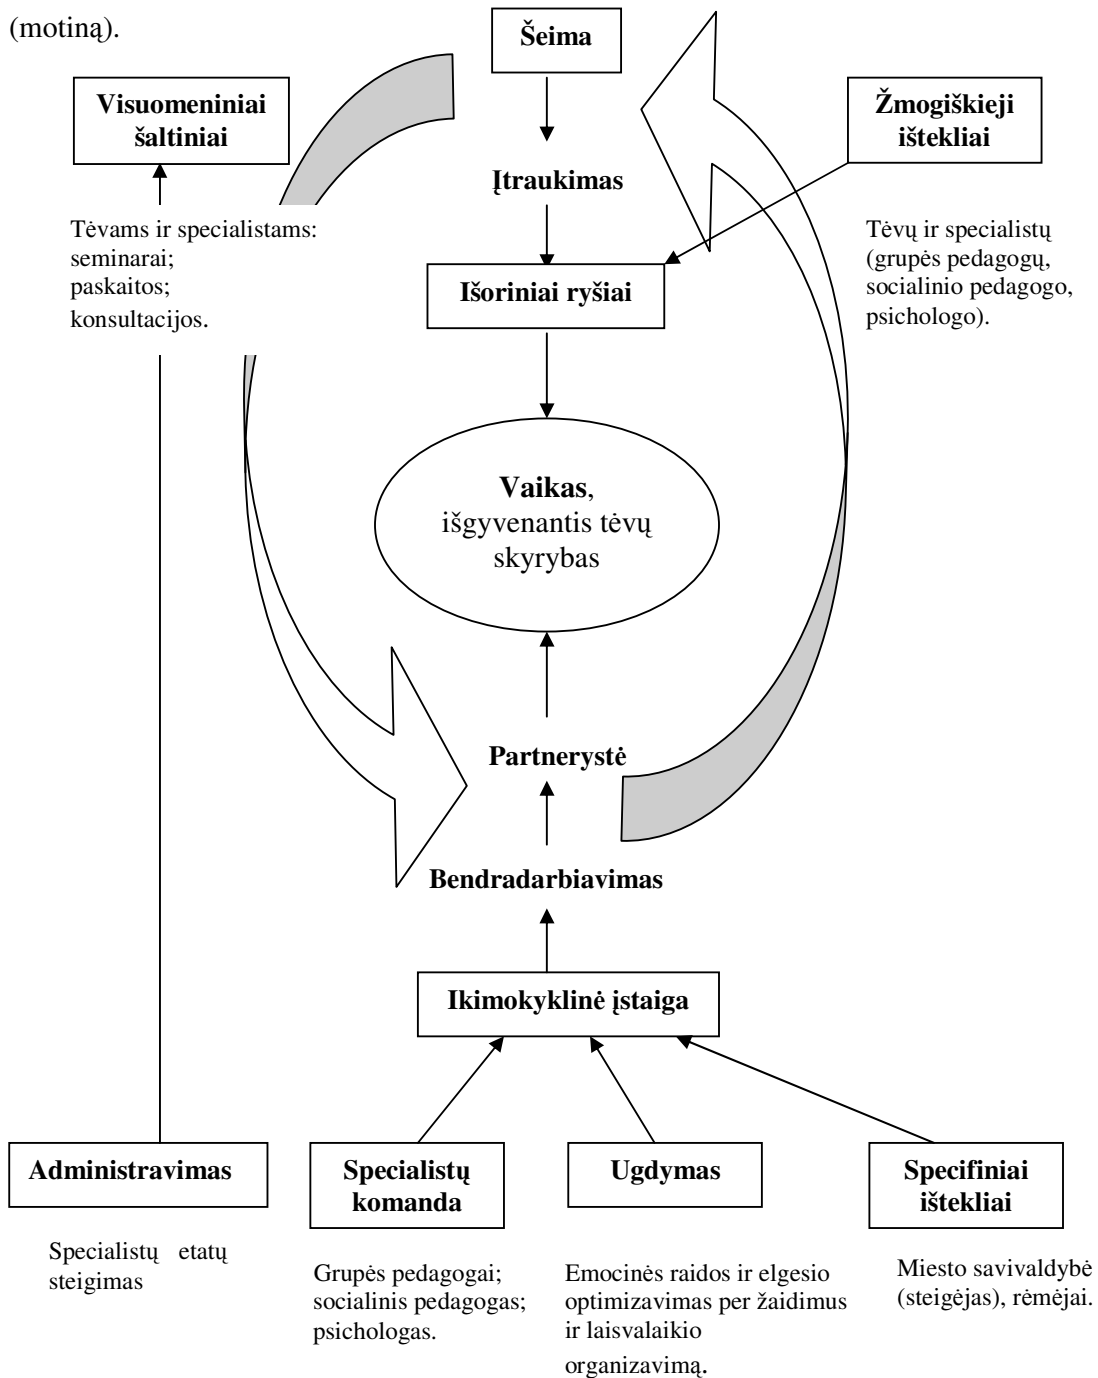 (motiną).
Šeima
Visuomeniniai
šaltiniai
Žmogiškieji
ištekliai
Įtraukimas
Tėvams ir specialistams:
seminarai;
paskaitos;
konsultacijos.
Tėvų ir specialistų
(grupės pedagogų,
socialinio pedagogo,
psichologo).
Išoriniai ryšiai
Vaikas,
išgyvenantis tėvų
skyrybas
Partnerystė
Bendradarbiavimas
Ikimokyklinė įstaiga
Administravimas
Specialistų
komanda
Ugdymas
Specifiniai
ištekliai
Specialistų etatų
steigimas
Grupės pedagogai;
socialinis pedagogas;
psichologas.
Emocinės raidos ir elgesio
optimizavimas per žaidimus
ir laisvalaikio
organizavimą.
Miesto savivaldybė
(steigėjas), rėmėjai.